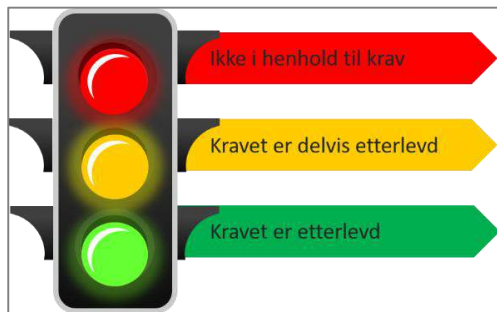 Ikke i henhold til krav
Kravet er delvis etterlevd
Kravet er etterlevd